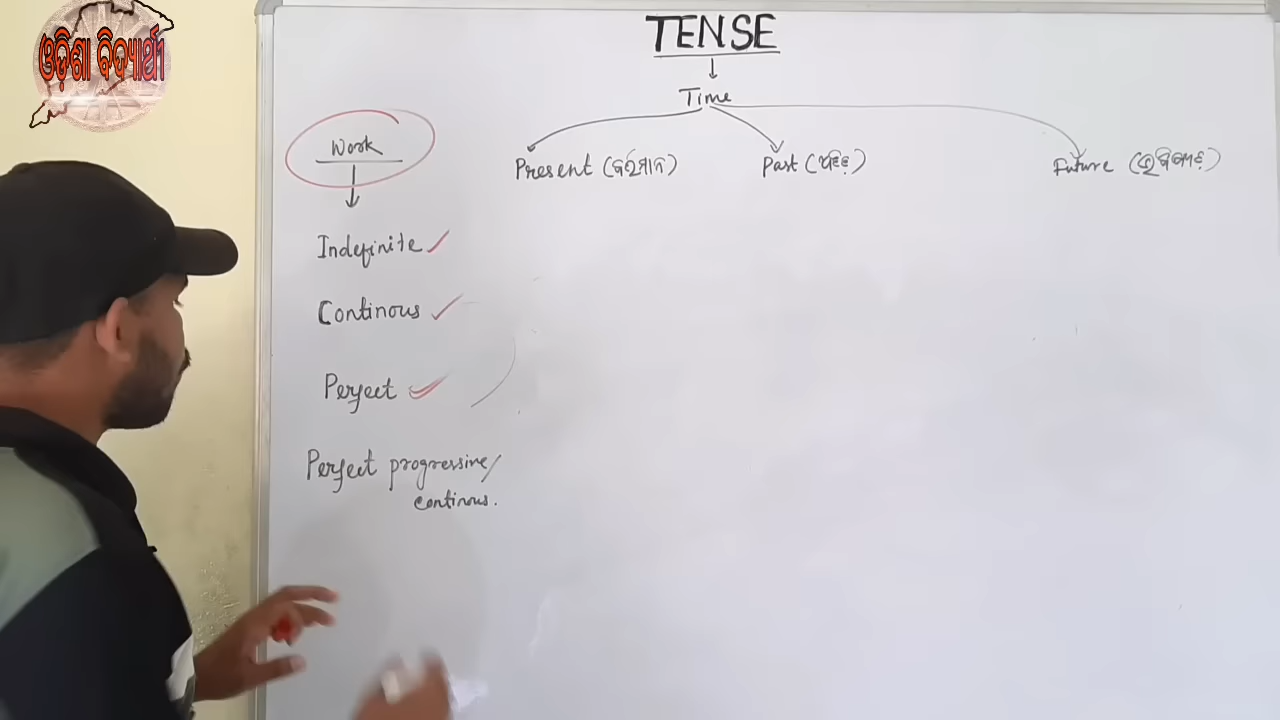 ଓଡ଼ିଶା ବିଦ୍ୟାର୍ଥୀ
TENSE
Time
Work
Present (ବର୍ତ୍ତମାନ)
Past (ଅତୀତ)
Future (ଭବିଷ୍ୟତ)
Indefinite
Continous
Perfect
Perfect progressive/
continous.